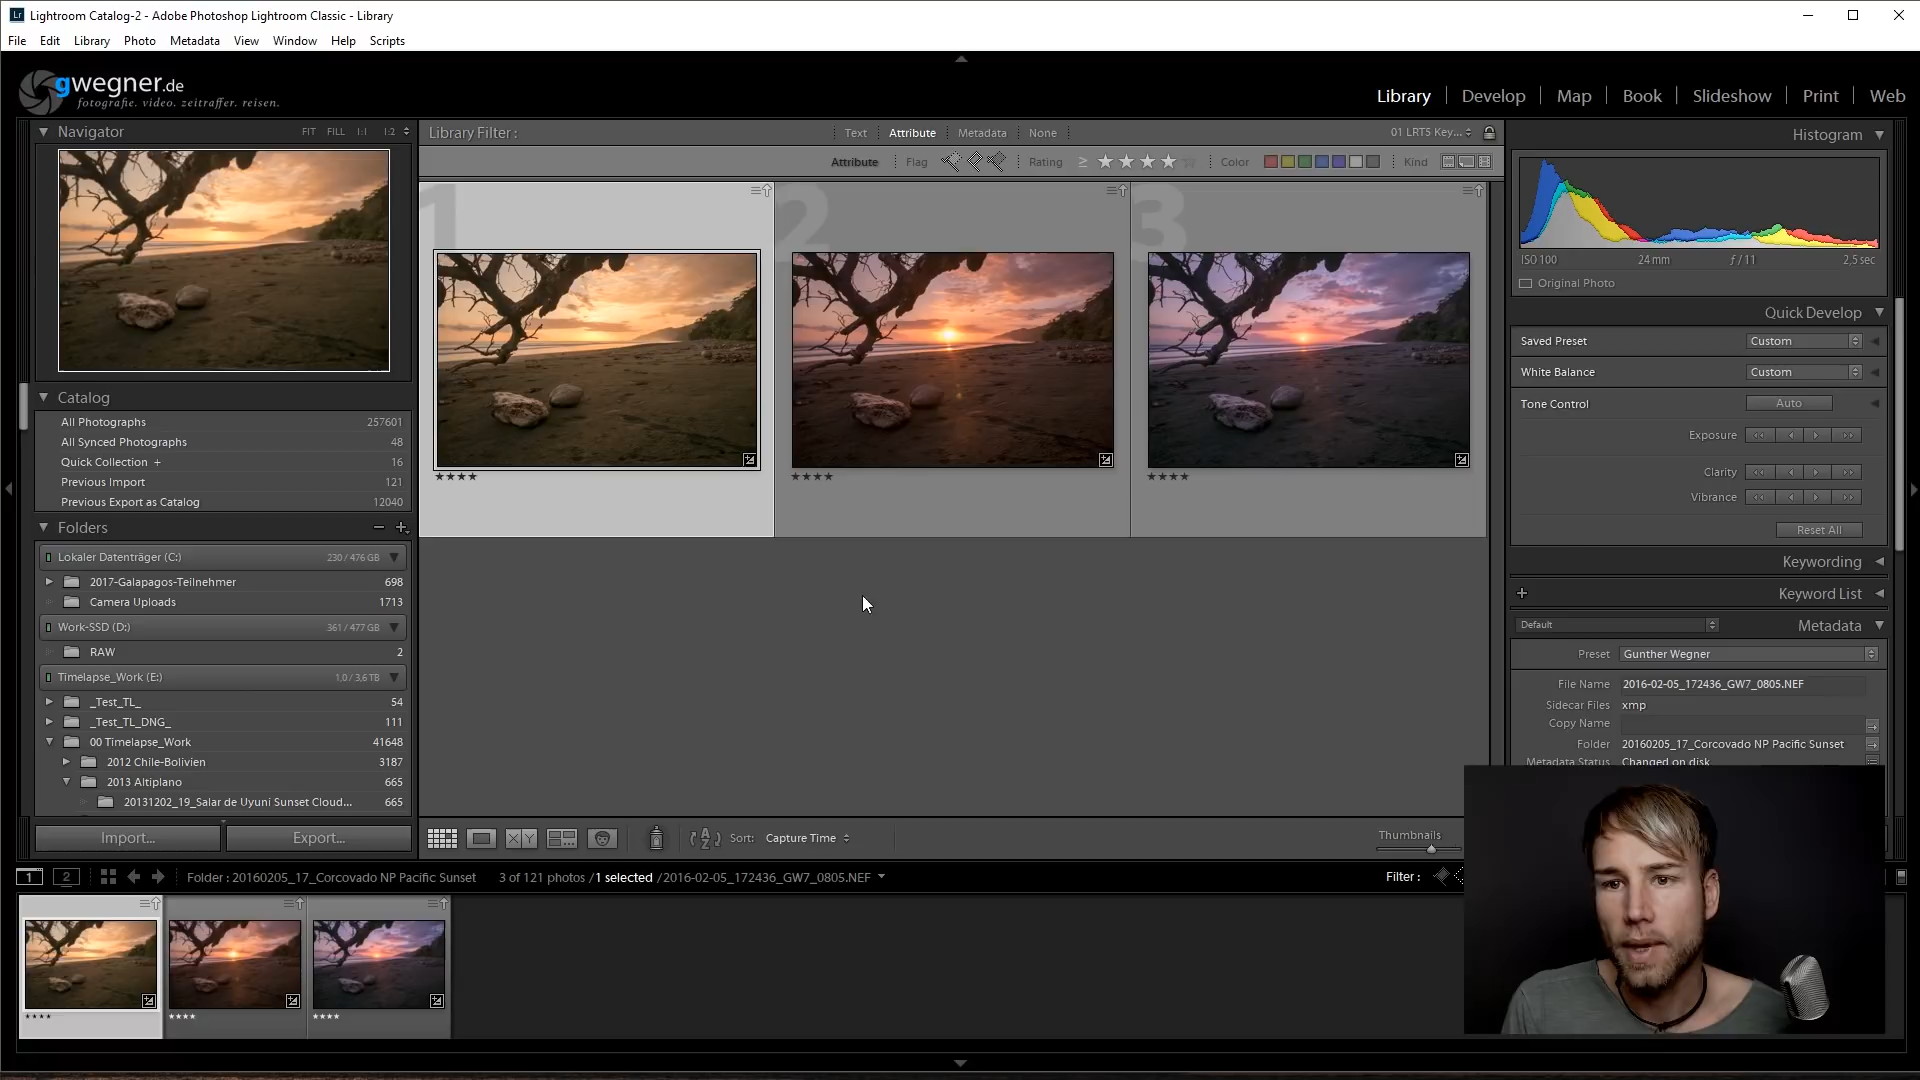 Lightroom Catalog-2 - Adobe Photoshop Lightroom Classic - Library
File Edit Library Photo Metadata View Window Help Scripts
gwegner.de
fotografie. video. zeitraffer. reisen.
Library Develop Map Book Slideshow Print Web
Navigator FIT FILL 1:1 1:2
Library Filter : Text Attribute Metadata None 01 LRT5 Key...
Attribute Flag Rating ≥ Color Kind
Histogram
ISO 100 24 mm ƒ / 11 2,5 sec
Original Photo
1 2 3
Quick Develop
Saved Preset Custom
White Balance Custom
Tone Control Auto
Exposure
Clarity
Vibrance
Reset All
Keywording
Keyword List
Default Metadata
Preset Gunther Wegner
File Name 2016-02-05_172436_GW7_0805.NEF
Sidecar Files xmp
Copy Name
Folder 20160205_17_Corcovado NP Pacific Sunset
Metadata Status Changed on disk
Catalog
All Photographs 257601
All Synced Photographs 48
Quick Collection + 16
Previous Import 121
Previous Export as Catalog 12040
Folders
Lokaler Datenträger (C:) 230 / 476 GB
2017-Galapagos-Teilnehmer 698
Camera Uploads 1713
Work-SSD (D:) 361 / 477 GB
RAW 2
Timelapse_Work (E:) 1,0 / 3,6 TB
_Test_TL_ 54
_Test_TL_DNG_ 111
00 Timelapse_Work 41648
2012 Chile-Bolivien 3187
2013 Altiplano 665
20131202_19_Salar de Uyuni Sunset Cloud... 665
Import... Export...
Sort: Capture Time Thumbnails
1 2 Folder : 20160205_17_Corcovado NP Pacific Sunset 3 of 121 photos /1 selected /2016-02-05_172436_GW7_0805.NEF Filter :